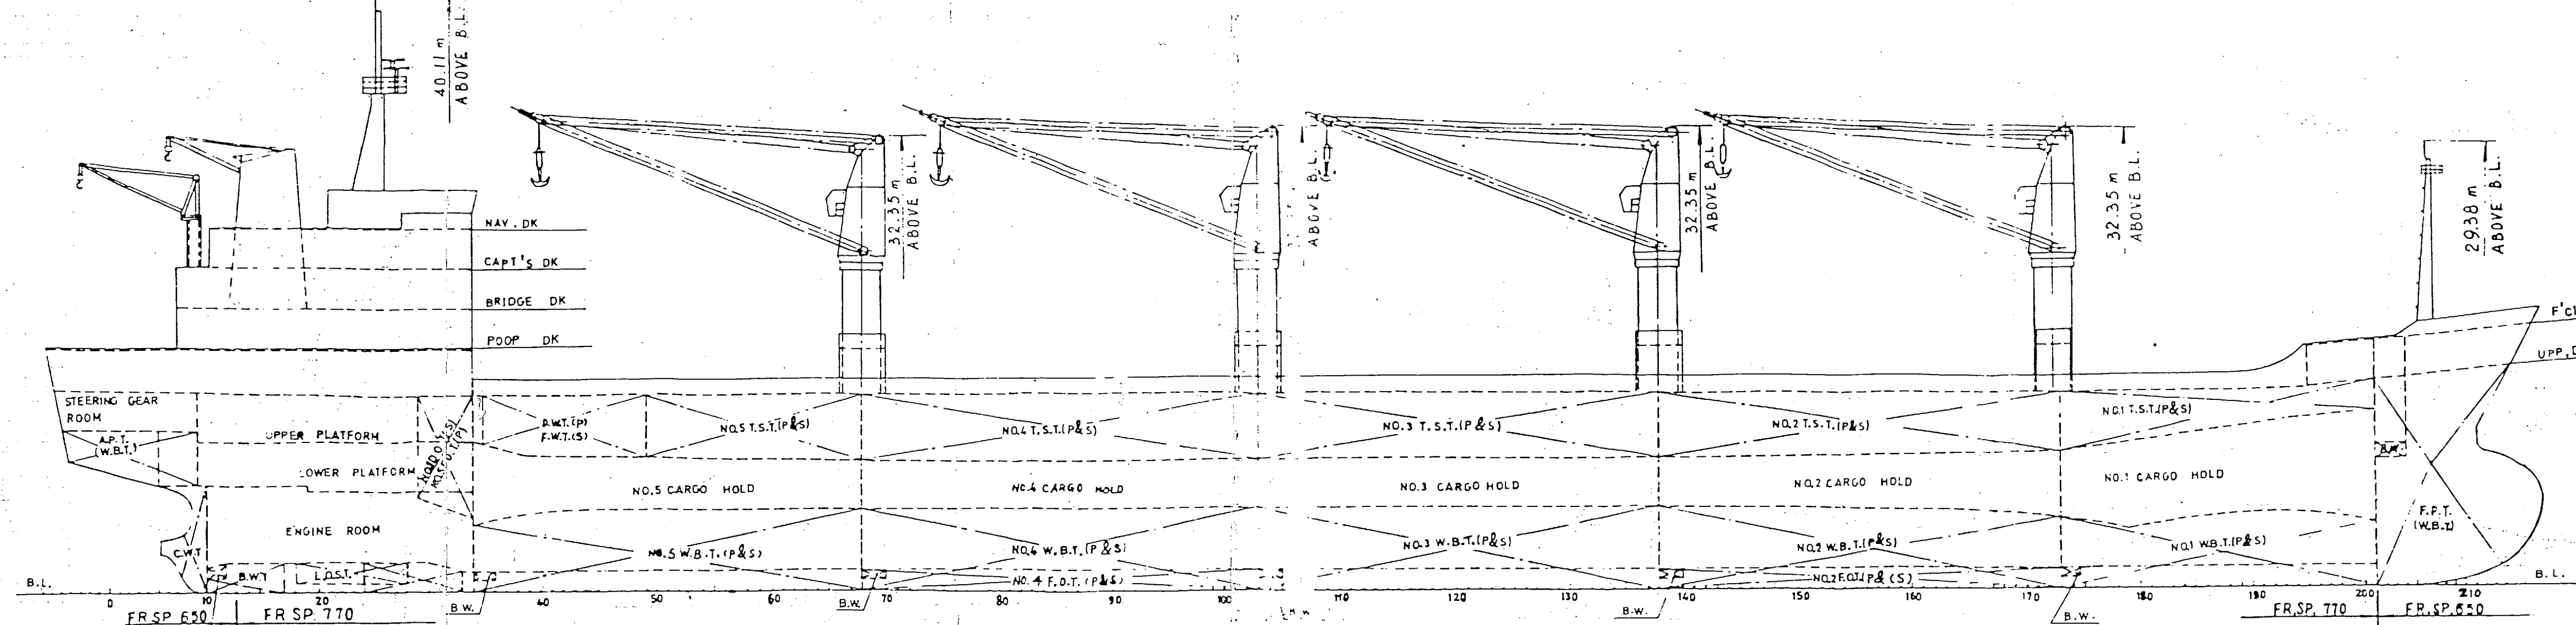 40.11 m
ABOVE B.L.
32.35 m
ABOVE B.L.
ABOVE B.L.
32.35 m
ABOVE B.L.
32.35 m
ABOVE B.L.
29.38 m
ABOVE B.L.
NAV. DK
CAPT'S DK
BRIDGE DK
POOP DK
F'cl
UPP.D
STEERING GEAR
ROOM
A.P.T.
(W.B.T.)
UPPER PLATFORM
LOWER PLATFORM
ENGINE ROOM
C.W.T
B.W.T
L.O.S.T.
D.W.T.(P)
F.W.T.(S)
NO.5 T.S.T.(P&S)
NO.4 T.S.T.(P&S)
NO.3 T.S.T.(P&S)
NO.2 T.S.T.(P&S)
NO.1 T.S.T.(P&S)
B.W.
NO.5 CARGO HOLD
NO.4 CARGO HOLD
NO.3 CARGO HOLD
NO.2 CARGO HOLD
NO.1 CARGO HOLD
F.P.T.
(W.B.T.)
NO.5 W.B.T.(P&S)
NO.4 W.B.T.(P&S)
NO.3 W.B.T.(P&S)
NO.2 W.B.T.(P&S)
NO.1 W.B.T.(P&S)
NO.4 F.O.T.(P&S)
NO.2 F.O.T.(P&(S)
B.L.
B.L.
0 10 20 40 50 60 70 80 90 100 110 120 130 140 150 160 170 180 190 200 210
B.W. B.W. B.W. B.W.
FR.SP 650 FR SP. 770 FR.SP. 770 FR.SP.650